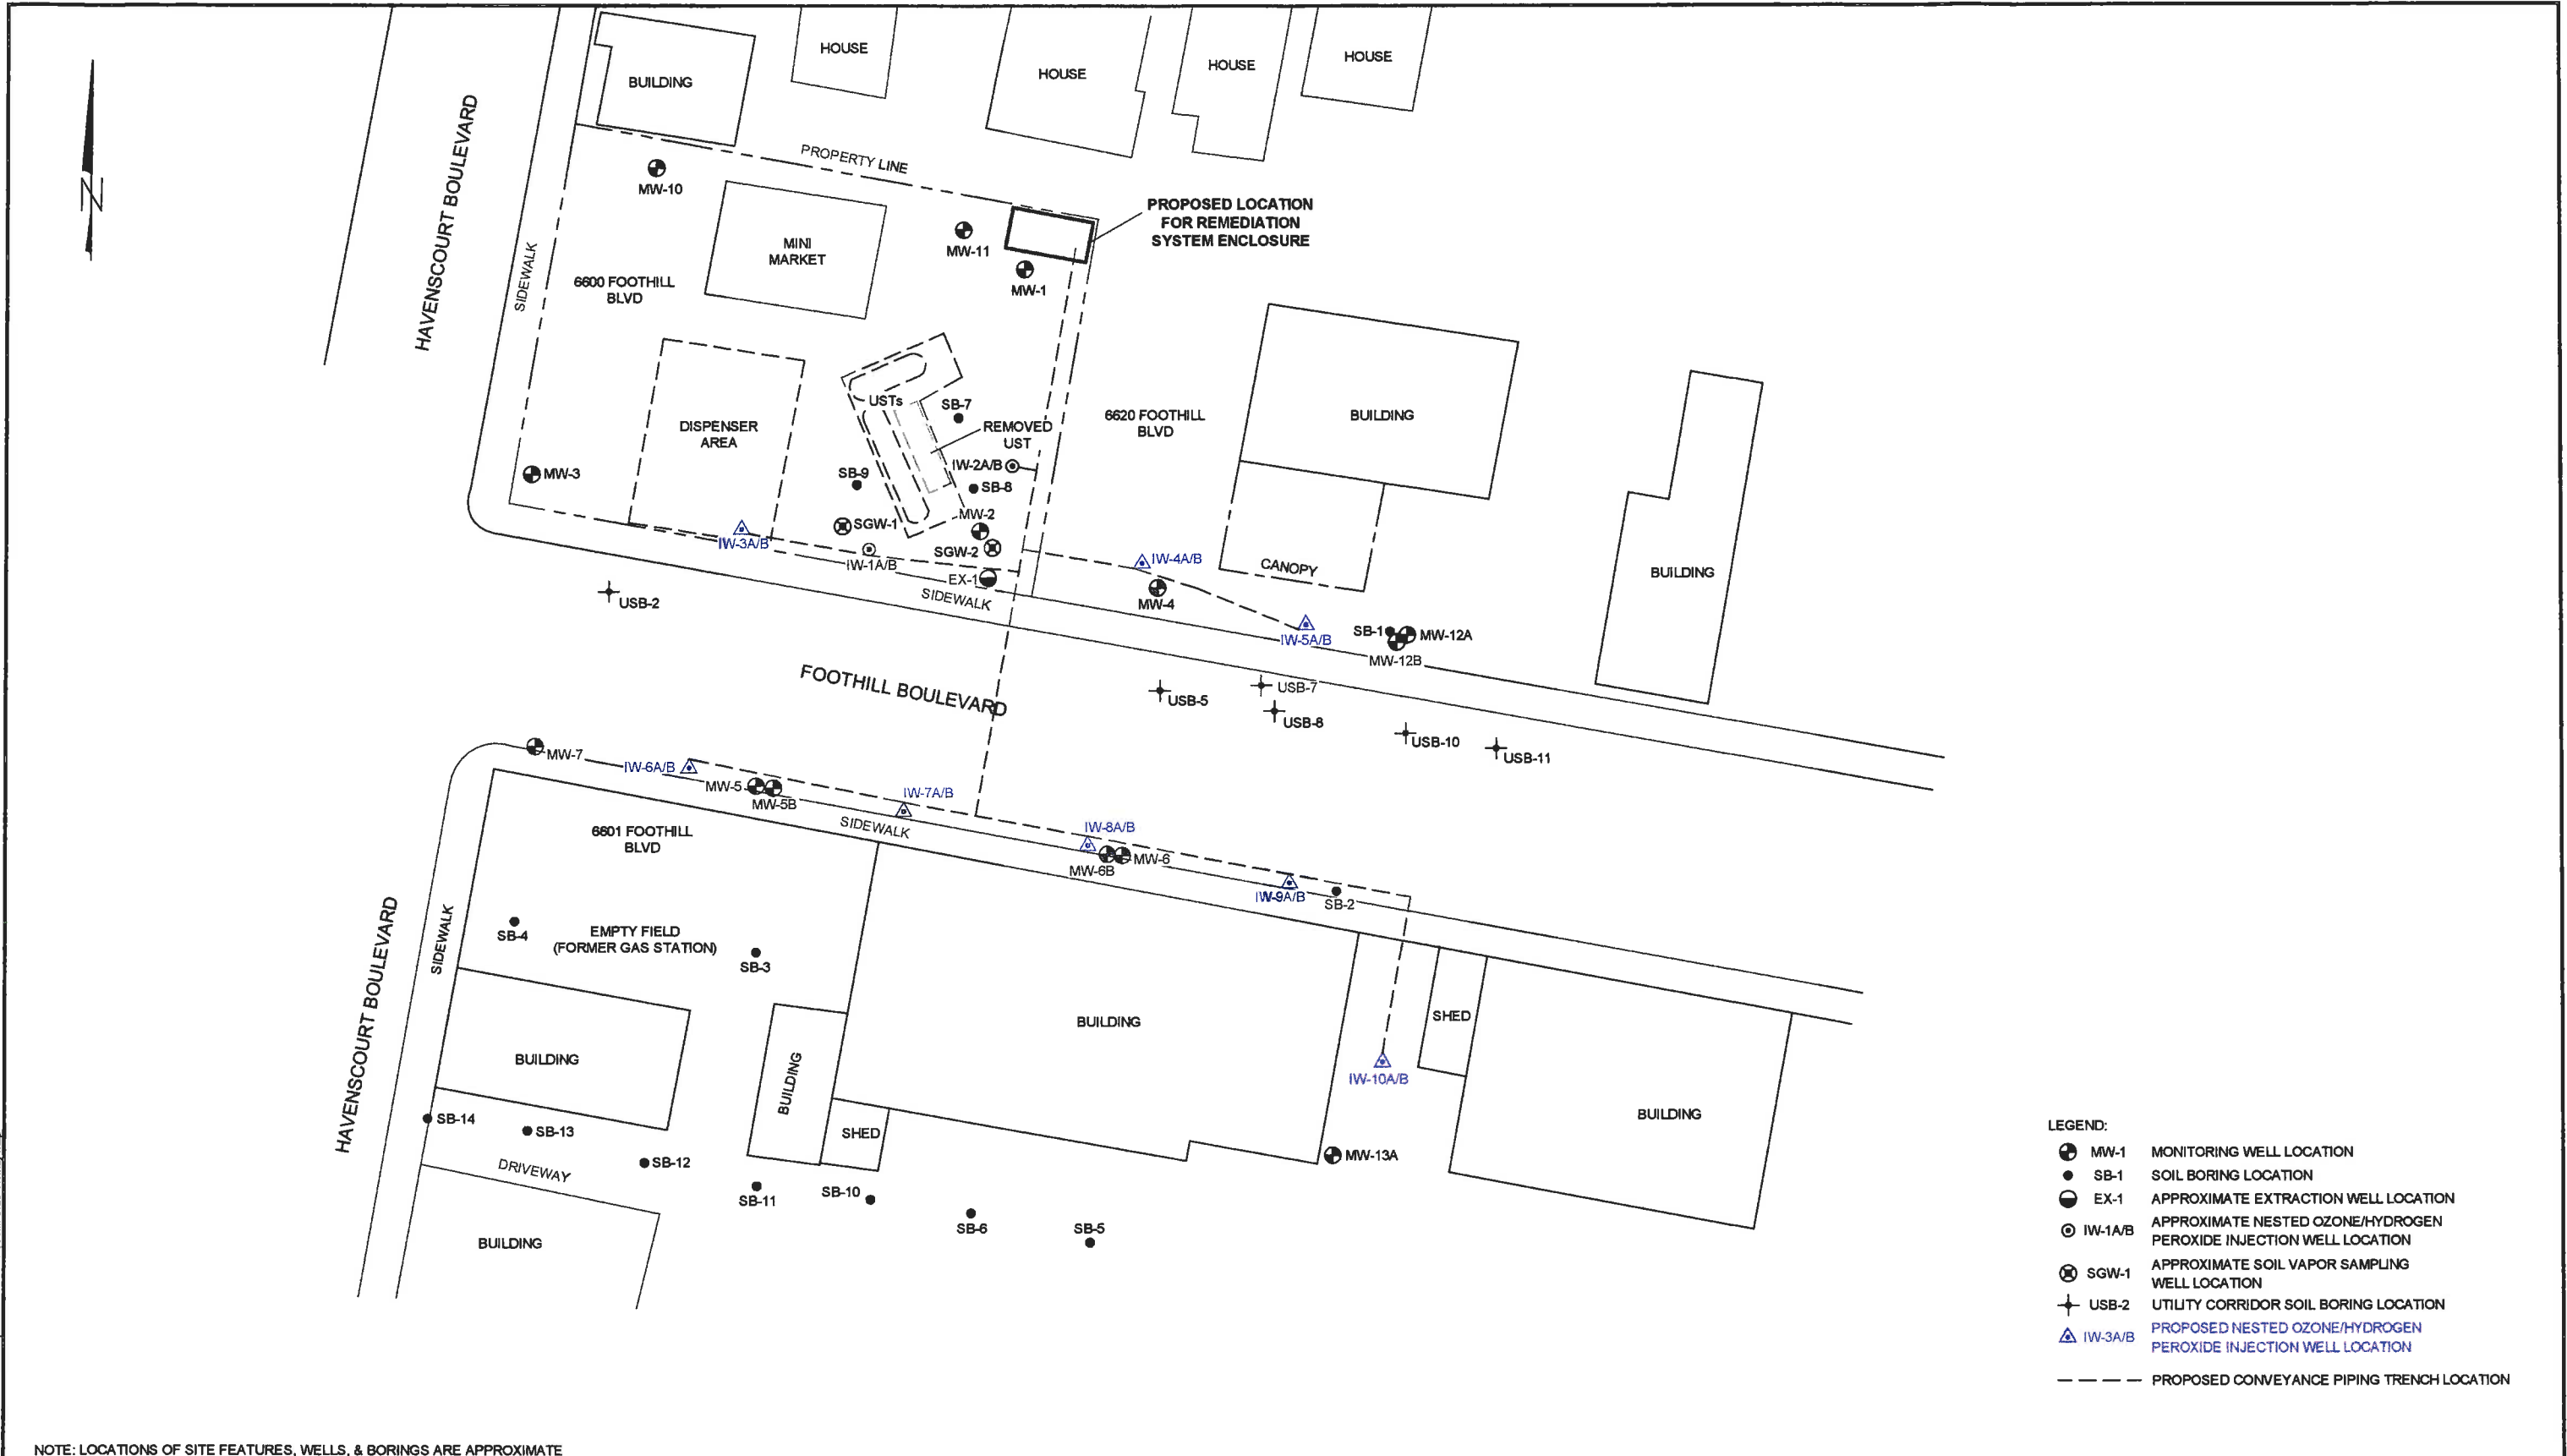 HOUSE
HOUSE
HOUSE
HOUSE
BUILDING
HAVENSCOURT BOULEVARD
N
PROPERTY LINE
MW-10
PROPOSED LOCATION
FOR REMEDIATION
SYSTEM ENCLOSURE
MINI
MARKET
MW-11
MW-1
SIDEWALK
6600 FOOTHILL
BLVD
USTs
SB-7
6620 FOOTHILL
BLVD
BUILDING
DISPENSER
AREA
REMOVED
UST
MW-3
SB-9
IW-2A/B
SB-8
MW-2
SGW-1
IW-3A/B
SGW-2
IW-1A/B
EX-1
IW-4A/B
CANOPY
BUILDING
SIDEWALK
MW-4
USB-2
IW-5A/B
SB-1
MW-12A
MW-12B
FOOTHILL BOULEVARD
USB-5
USB-7
USB-8
USB-10
USB-11
MW-7
IW-6A/B
MW-5
MW-5B
IW-7A/B
SIDEWALK
IW-8A/B
MW-6
MW-6B
6601 FOOTHILL
BLVD
IW-9A/B
SB-2
HAVENSCOURT BOULEVARD
SIDEWALK
SB-4
EMPTY FIELD
(FORMER GAS STATION)
SB-3
BUILDING
SHED
BUILDING
BUILDING
IW-10A/B
BUILDING
SB-14
SB-13
SHED
MW-13A
SB-12
DRIVEWAY
SB-11
SB-10
SB-6
SB-5
BUILDING
LEGEND:
MW-1 MONITORING WELL LOCATION
SB-1 SOIL BORING LOCATION
EX-1 APPROXIMATE EXTRACTION WELL LOCATION
IW-1A/B APPROXIMATE NESTED OZONE/HYDROGEN
PEROXIDE INJECTION WELL LOCATION
SGW-1 APPROXIMATE SOIL VAPOR SAMPLING
WELL LOCATION
USB-2 UTILITY CORRIDOR SOIL BORING LOCATION
IW-3A/B PROPOSED NESTED OZONE/HYDROGEN
PEROXIDE INJECTION WELL LOCATION
PROPOSED CONVEYANCE PIPING TRENCH LOCATION
NOTE: LOCATIONS OF SITE FEATURES, WELLS, & BORINGS ARE APPROXIMATE